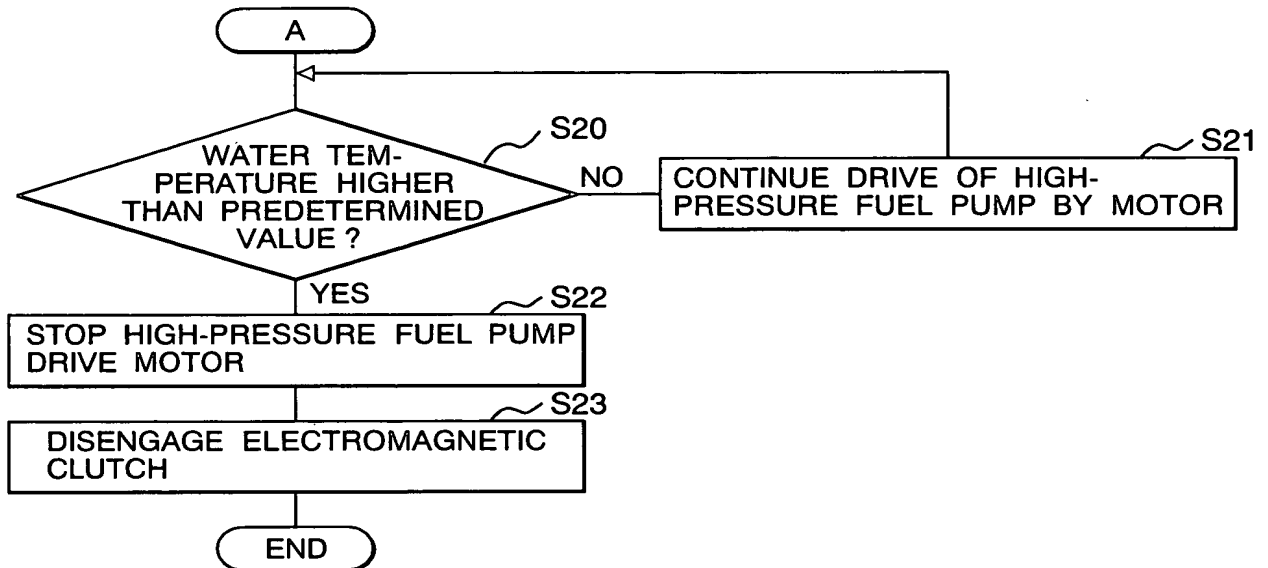 A
S20
WATER TEM-
PERATURE HIGHER
THAN PREDETERMINED
VALUE ?
NO
S21
CONTINUE DRIVE OF HIGH-
PRESSURE FUEL PUMP BY MOTOR
YES
S22
STOP HIGH-PRESSURE FUEL PUMP
DRIVE MOTOR
S23
DISENGAGE ELECTROMAGNETIC
CLUTCH
END